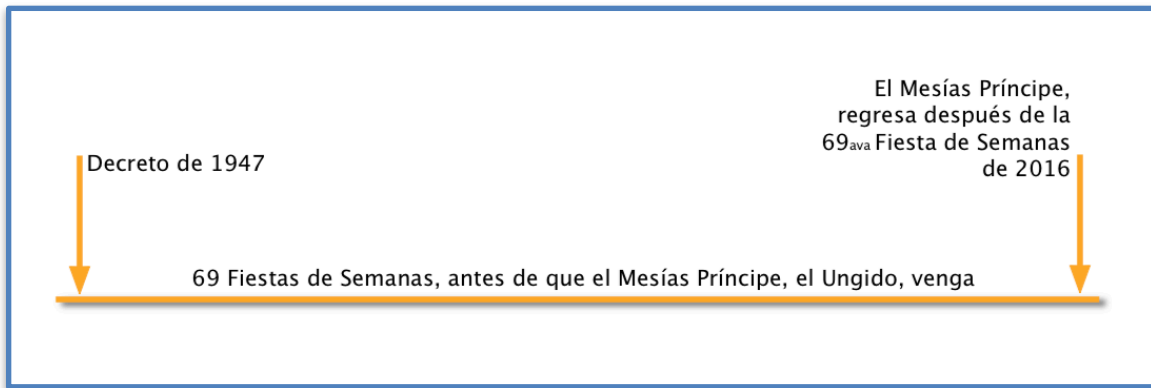 El Mesías Príncipe,
regresa después de la
69ava Fiesta de Semanas
de 2016
Decreto de 1947
69 Fiestas de Semanas, antes de que el Mesías Príncipe, el Ungido, venga